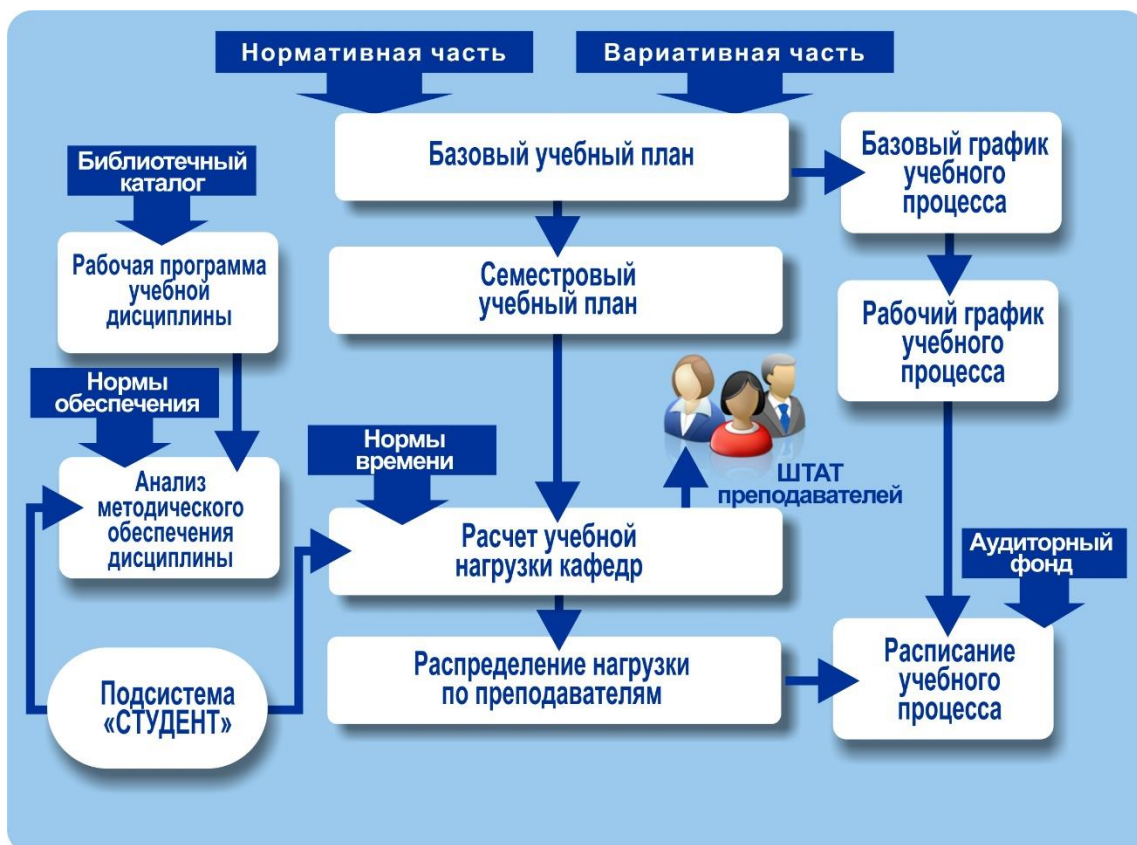 Нормативная часть
Вариативная часть
Базовый учебный план
Базовый график
учебного
процесса
Библиотечный
каталог
Рабочая программа
учебной
дисциплины
Семестровый
учебный план
Рабочий график
учебного
процесса
Нормы
обеспечения
Нормы
времени
ШТАТ
преподавателей
Анализ
методического
обеспечения
дисциплины
Расчет учебной
нагрузки кафедр
Аудиторный
фонд
Подсистема
«СТУДЕНТ»
Распределение нагрузки
по преподавателям
Расписание
учебного
процесса